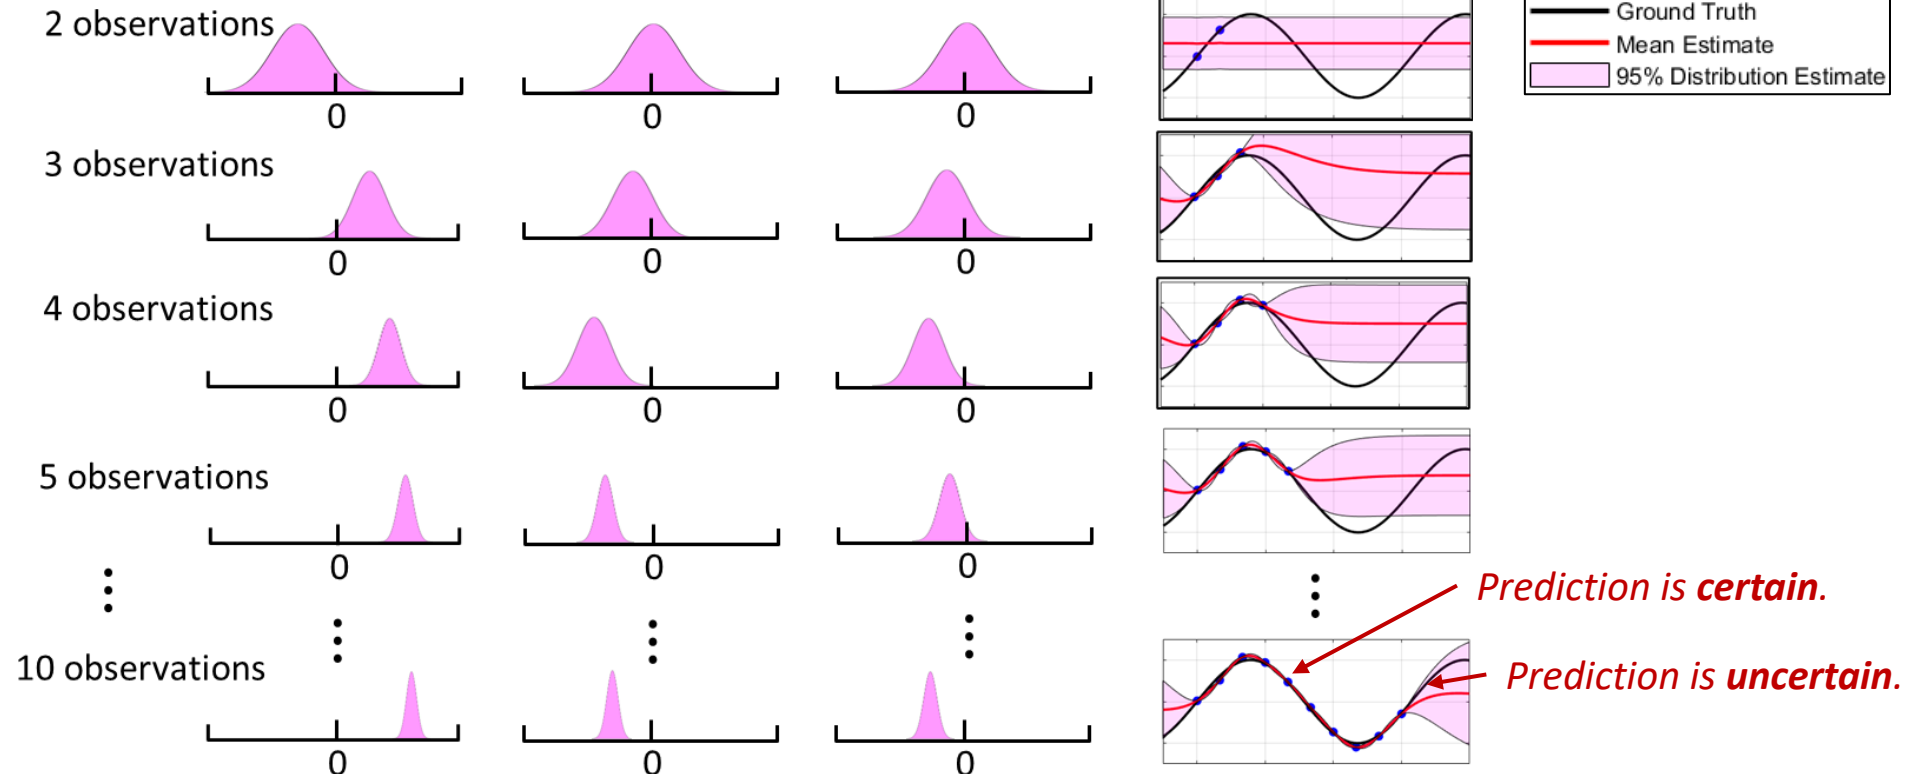 2 observations
0
0
0
Ground Truth
Mean Estimate
95% Distribution Estimate
3 observations
0
0
0
4 observations
0
0
0
5 observations
0
0
0
Prediction is certain.
10 observations
Prediction is uncertain.
0
0
0